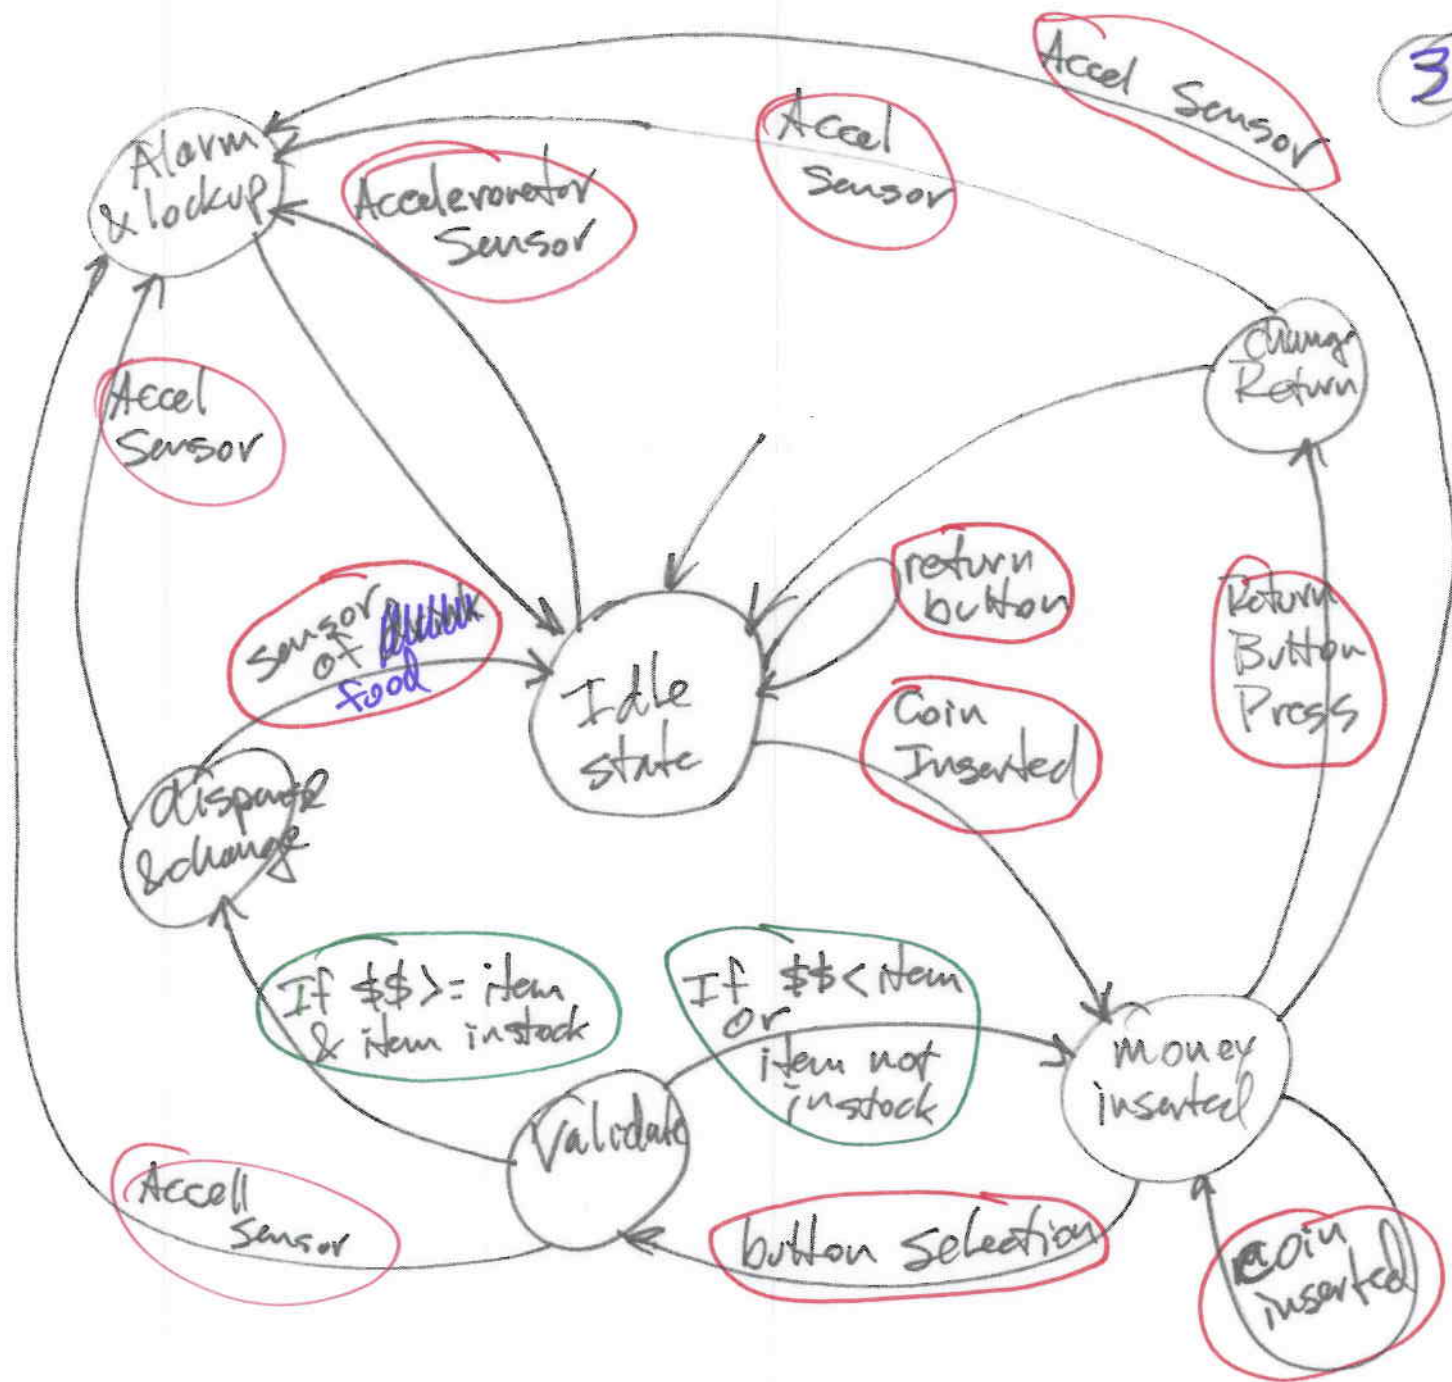 Accel Sensor
3
Alarm
& lockup
Acceleromator
Sensor
Accel
Sensor
Change
Return
Accel
Sensor
return
button
Return
Button
Press
Sensor
of
food
Idle
state
Coin
Inserted
dispense
& change
If $$ >= item
& item instock
If $$ < item
or
item not
instock
money
inserted
Validate
Accell
Sensor
button Selection
coin
inserted